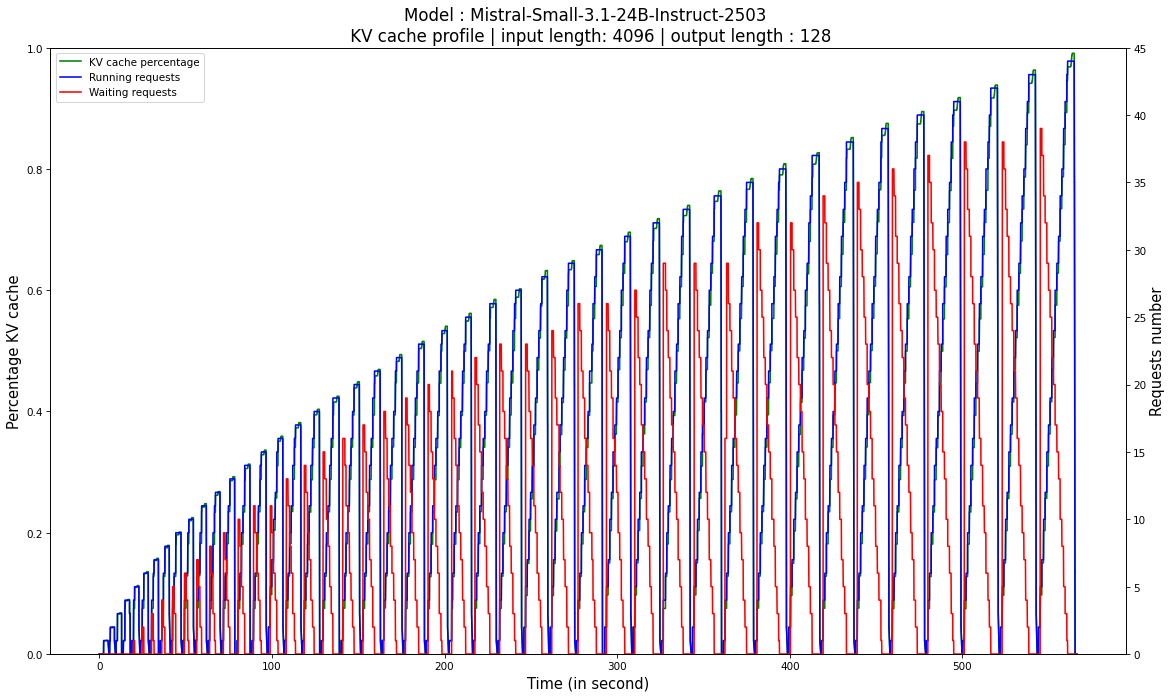 Model : Mistral-Small-3.1-24B-Instruct-2503
KV cache profile | input length: 4096 | output length : 128
KV cache percentage
Running requests
Waiting requests
Percentage KV cache
1.0
0.8
0.6
0.4
0.2
0.0
45
40
35
30
25
20
15
10
5
0
Requests number
0 100 200 300 400 500
Time (in second)